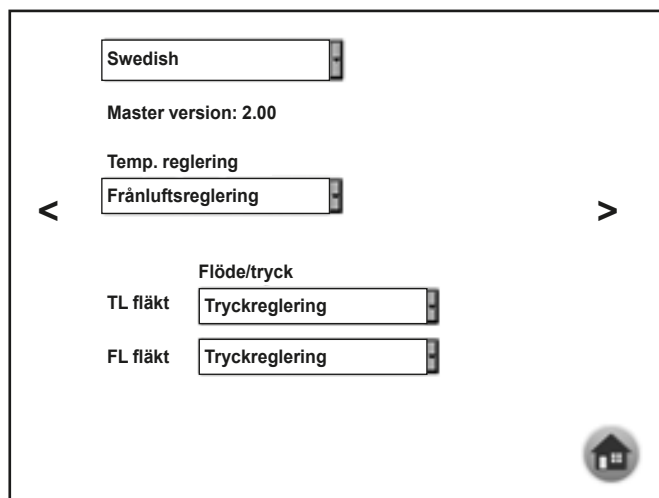 Swedish
Master version: 2.00
Temp. reglering
Frånluftsreglering
< >
Flöde/tryck
TL fläkt Tryckreglering
FL fläkt Tryckreglering